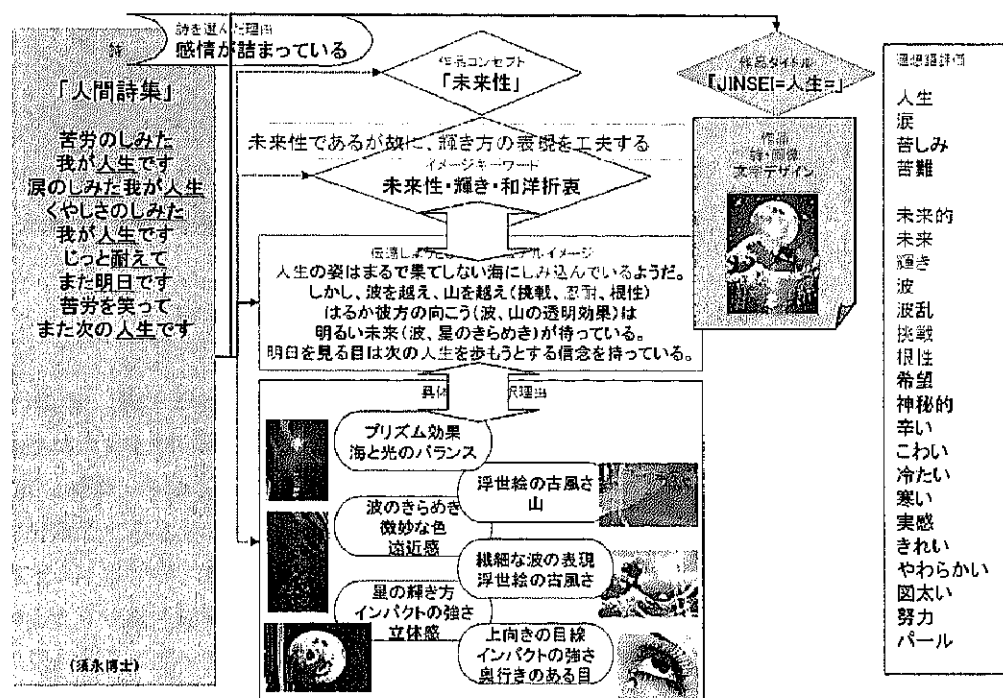 詩
詩を選んだ理由
感情が詰まっている
「人間詩集」
苦労のしみた
我が人生です
涙のしみた我が人生
くやしさのしみた
我が人生です
じっと耐えて
また明日です
苦労を笑って
また次の人生です
(須永博士)
作品コンセプト
「未来性」
未来性であるが故に、輝き方の表現を工夫する
イメージキーワード
未来性・輝き・和洋折衷
伝達しよう
アルイメージ
人生の姿はまるで果てしない海にしみ込んでいるようだ。
しかし、波を越え、山を越え(挑戦、忍耐、根性)
はるか彼方の向こう(波、山の透明効果)は
明るい未来(波、星のきらめき)が待っている。
明日を見る目は次の人生を歩もうとする信念を持っている。
具体
択理由
プリズム効果
海と光のバランス
浮世絵の古風さ
山
波のきらめき
微妙な色
遠近感
繊細な波の表現
浮世絵の古風さ
星の輝き方
インパクトの強さ
立体感
上向きの目線
インパクトの強さ
奥行きのある目
作品タイトル
「JINSEI=人生=」
作品
詩・画像
文字デザイン
連想語評価
人生
涙
苦しみ
苦難
未来的
未来
輝き
波
波乱
挑戦
根性
希望
神秘的
辛い
こわい
冷たい
寒い
実感
きれい
やわらかい
図太い
努力
パール